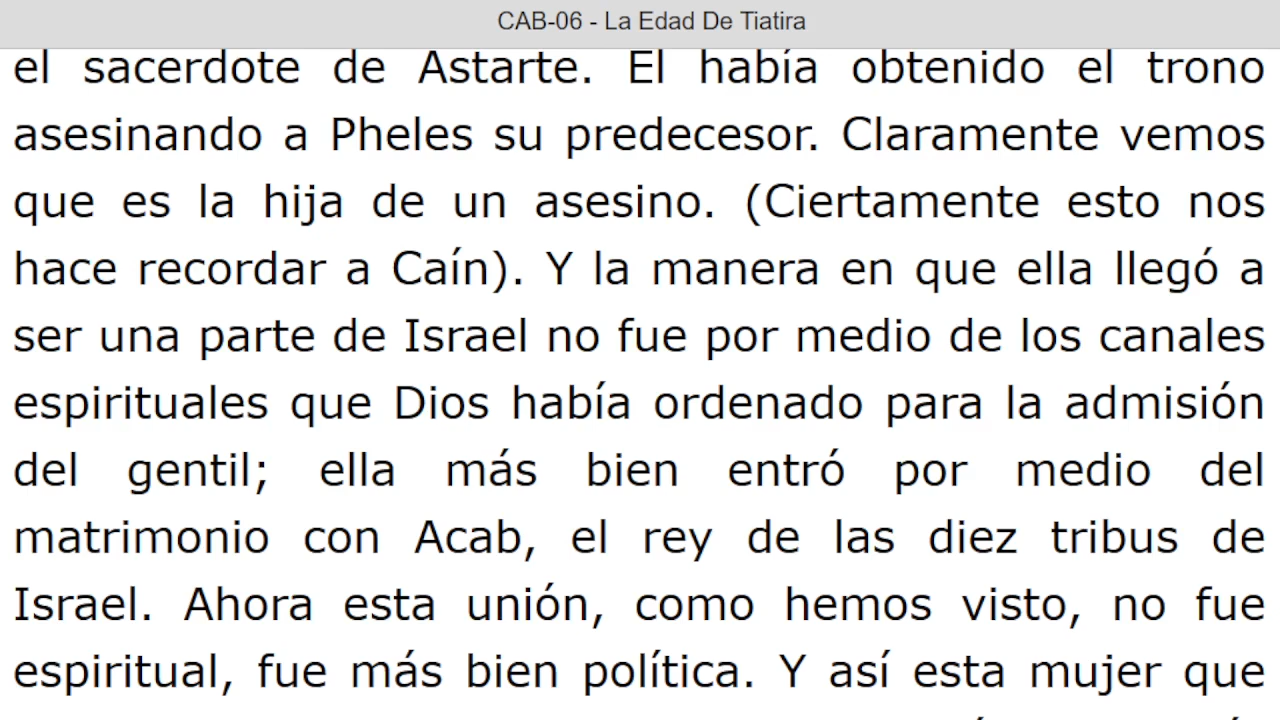 CAB-06 - La Edad De Tiatira
el sacerdote de Astarte. El había obtenido el trono
asesinando a Pheles su predecesor. Claramente vemos
que es la hija de un asesino. (Ciertamente esto nos
hace recordar a Caín). Y la manera en que ella llegó a
ser una parte de Israel no fue por medio de los canales
espirituales que Dios había ordenado para la admisión
del gentil; ella más bien entró por medio del
matrimonio con Acab, el rey de las diez tribus de
Israel. Ahora esta unión, como hemos visto, no fue
espiritual, fue más bien política. Y así esta mujer que